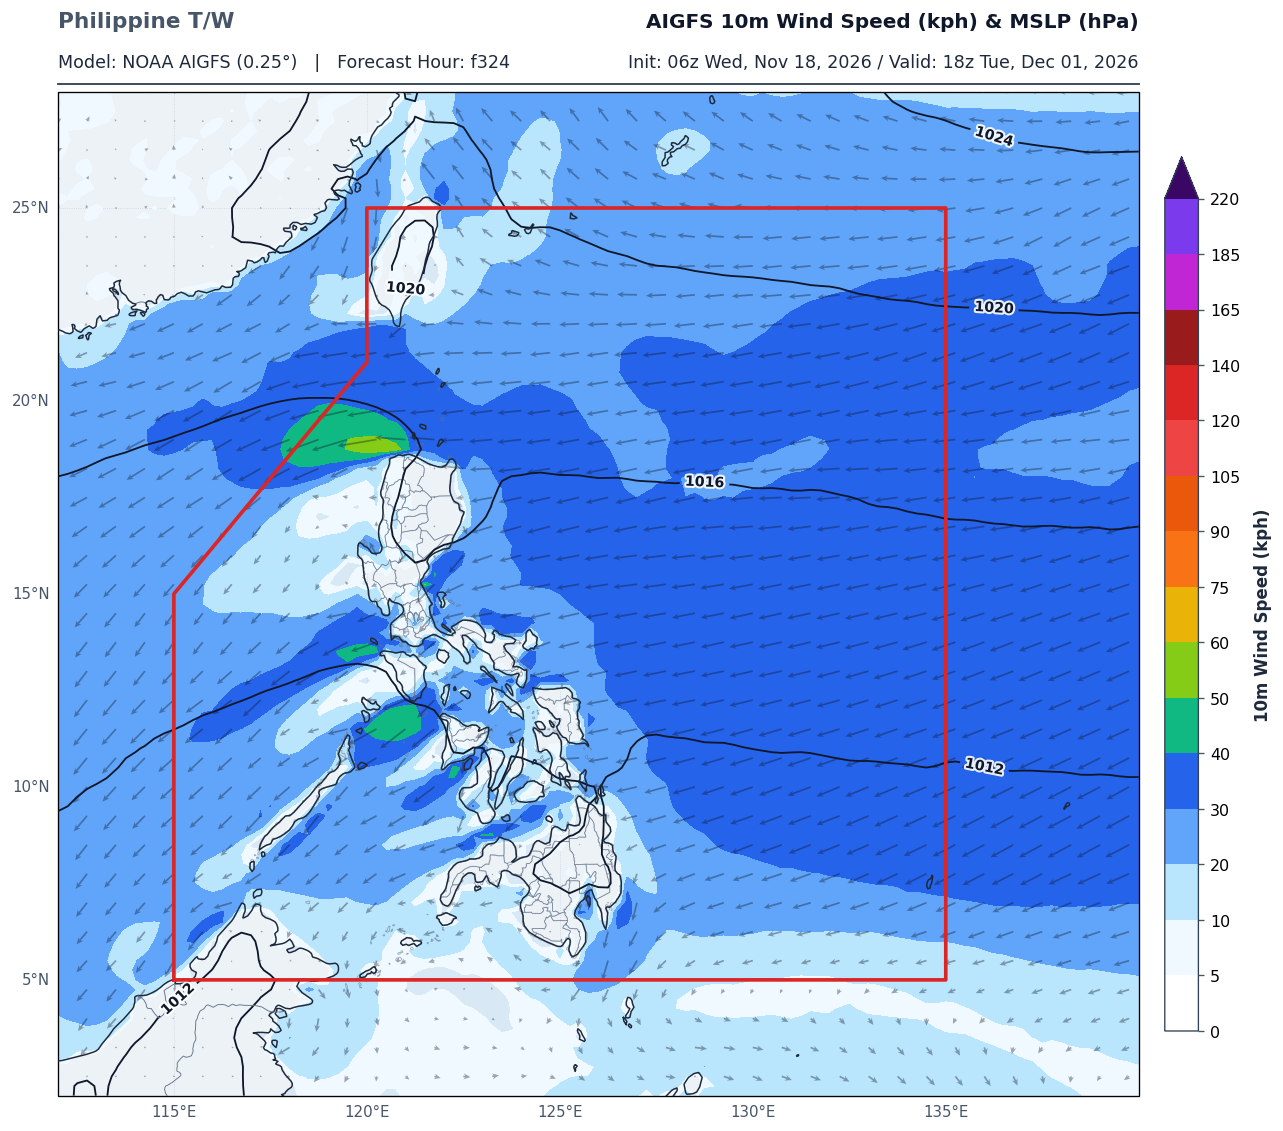 Philippine T/W
AIGFS 10m Wind Speed (kph) & MSLP (hPa)
Model: NOAA AIGFS (0.25°) | Forecast Hour: f324
Init: 06z Wed, Nov 18, 2026 / Valid: 18z Tue, Dec 01, 2026
1024
1020
1020
1016
1012
1012
25°N
20°N
15°N
10°N
5°N
115°E
120°E
125°E
130°E
135°E
220
185
165
140
120
105
90
75
60
50
40
30
20
10
5
0
10m Wind Speed (kph)